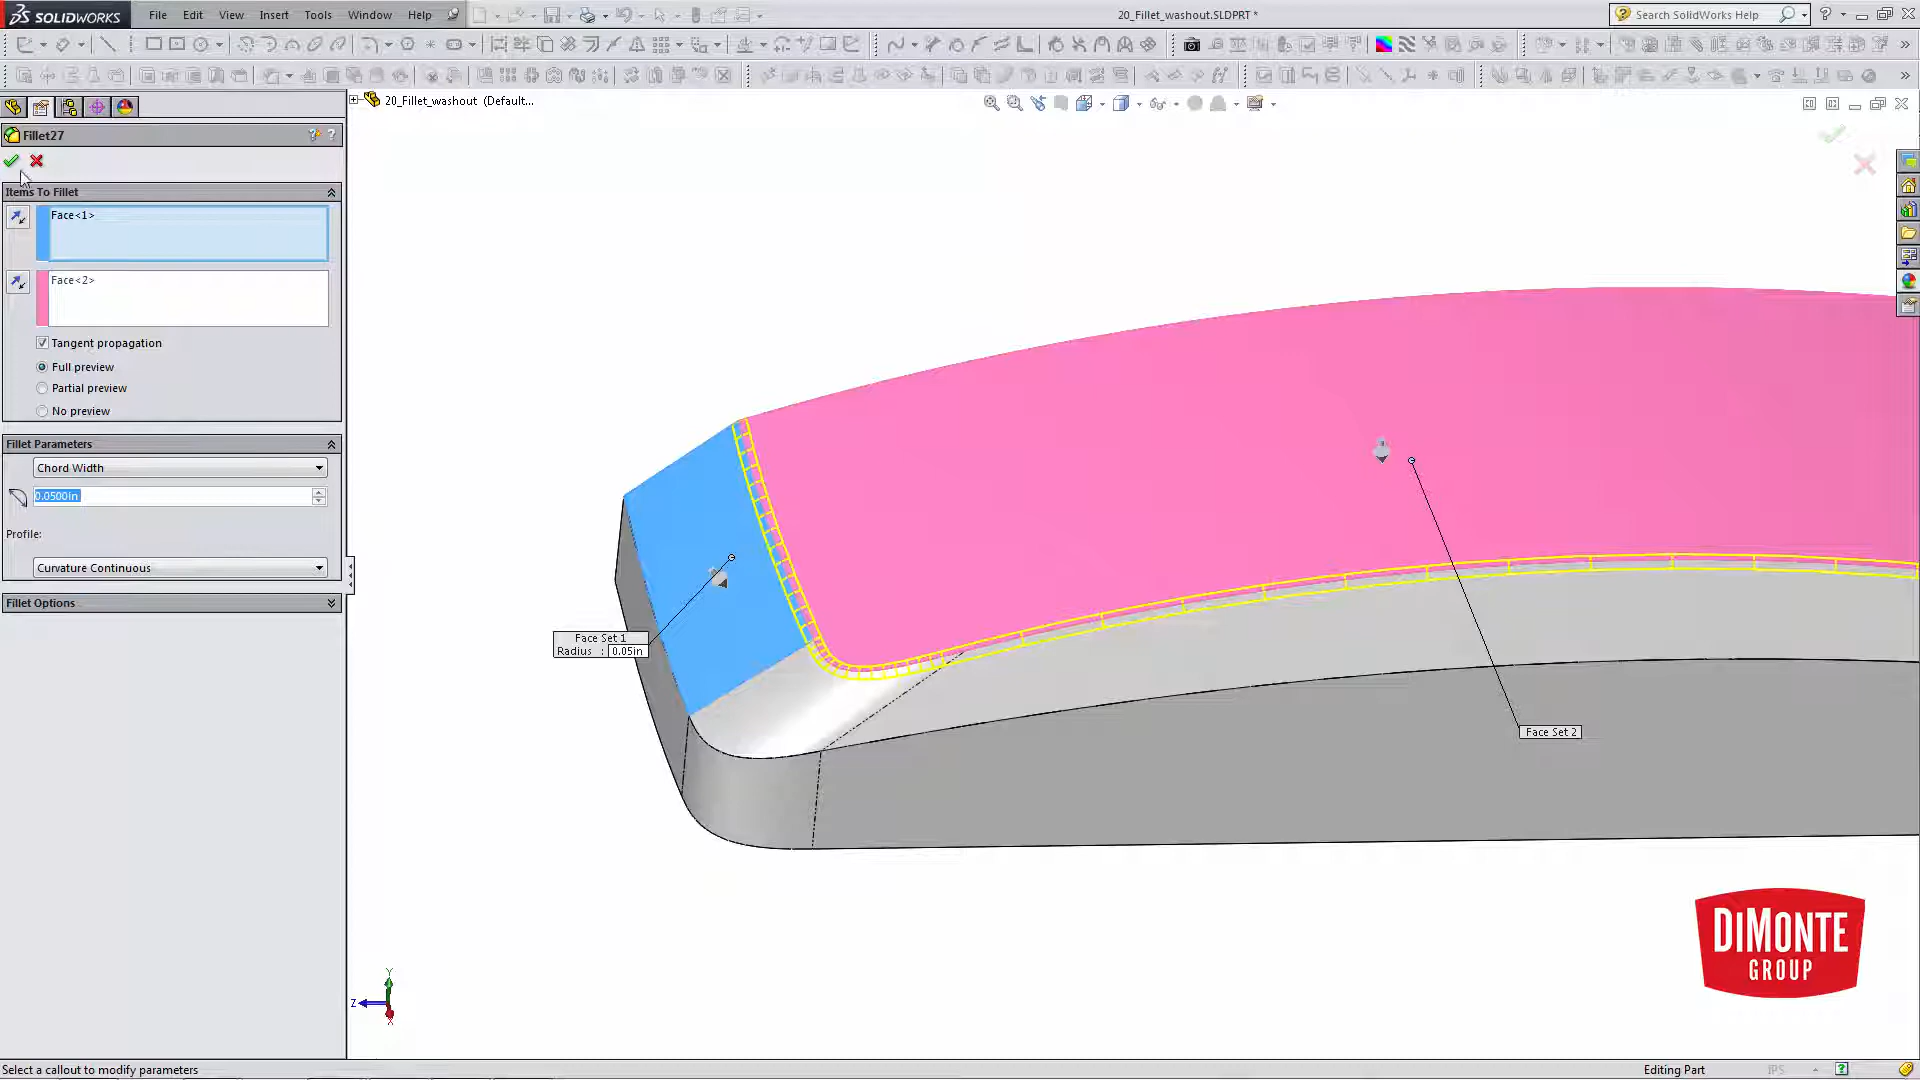 SOLIDWORKS File Edit View Insert Tools Window Help 20_Fillet_washout.SLDPRT * Search SolidWorks Help
20_Fillet_washout (Default...
Fillet27
Items To Fillet
Face<1>
Face<2>
Tangent propagation
Full preview
Partial preview
No preview
Fillet Parameters
Chord Width
0.0500in
Profile:
Curvature Continuous
Fillet Options
Face Set 1
Radius : 0.05in
Face Set 2
DiMONTE
GROUP
Y
Z
X
Select a callout to modify parameters Editing Part IPS